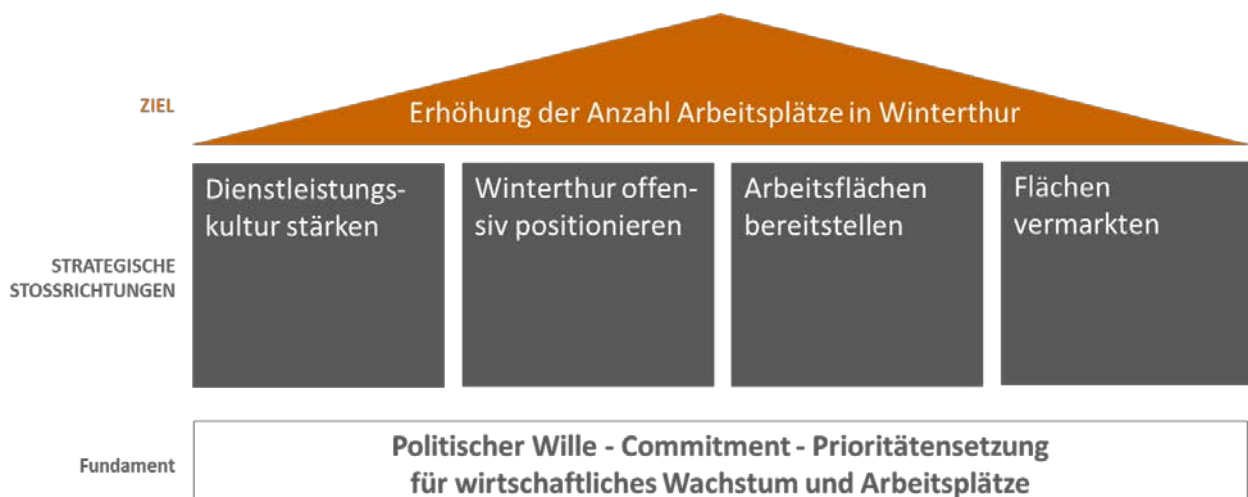 ZIEL
Erhöhung der Anzahl Arbeitsplätze in Winterthur
STRATEGISCHE
STOSSRICHTUNGEN
Dienstleistungs-
kultur stärken
Winterthur offen-
siv positionieren
Arbeitsflächen
bereitstellen
Flächen
vermarkten
Fundament
Politischer Wille - Commitment - Prioritätensetzung
für wirtschaftliches Wachstum und Arbeitsplätze